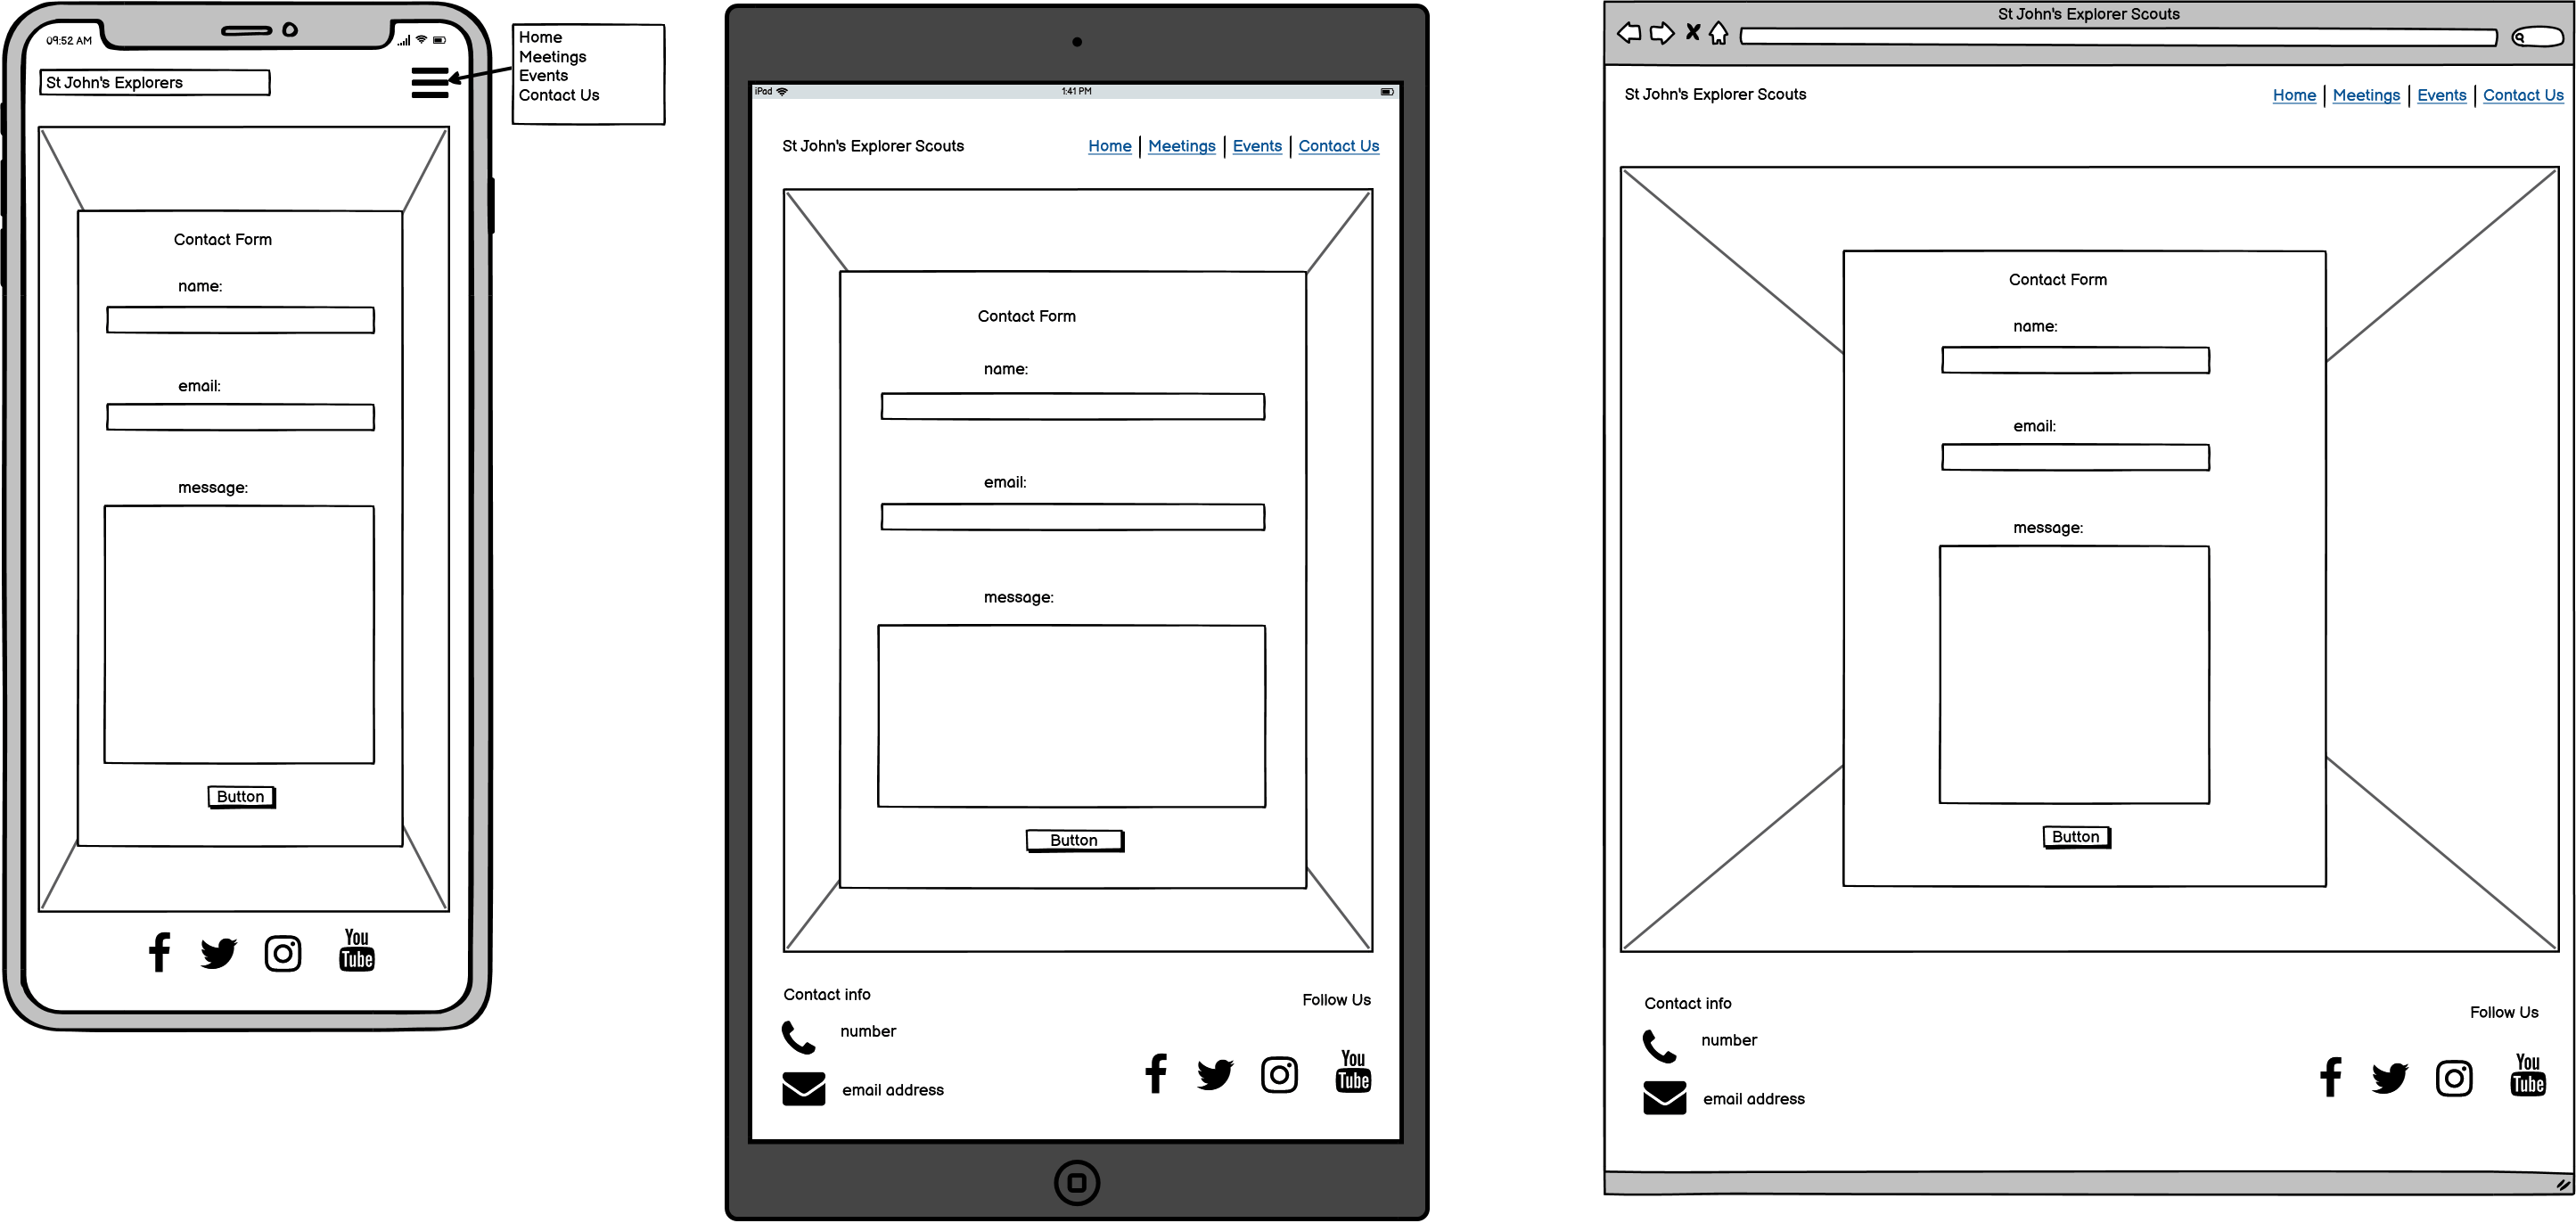 09:52 AM
St John's Explorers
Home
Meetings
Events
Contact Us
Contact Form
name:
email:
message:
Button
You
Tube
iPad
1:41 PM
St John's Explorer Scouts
Home | Meetings | Events | Contact Us
Contact Form
name:
email:
message:
Button
Contact info
Follow Us
number
email address
You
Tube
St John's Explorer Scouts
St John's Explorer Scouts
Home | Meetings | Events | Contact Us
Contact Form
name:
email:
message:
Button
Contact info
Follow Us
number
email address
You
Tube